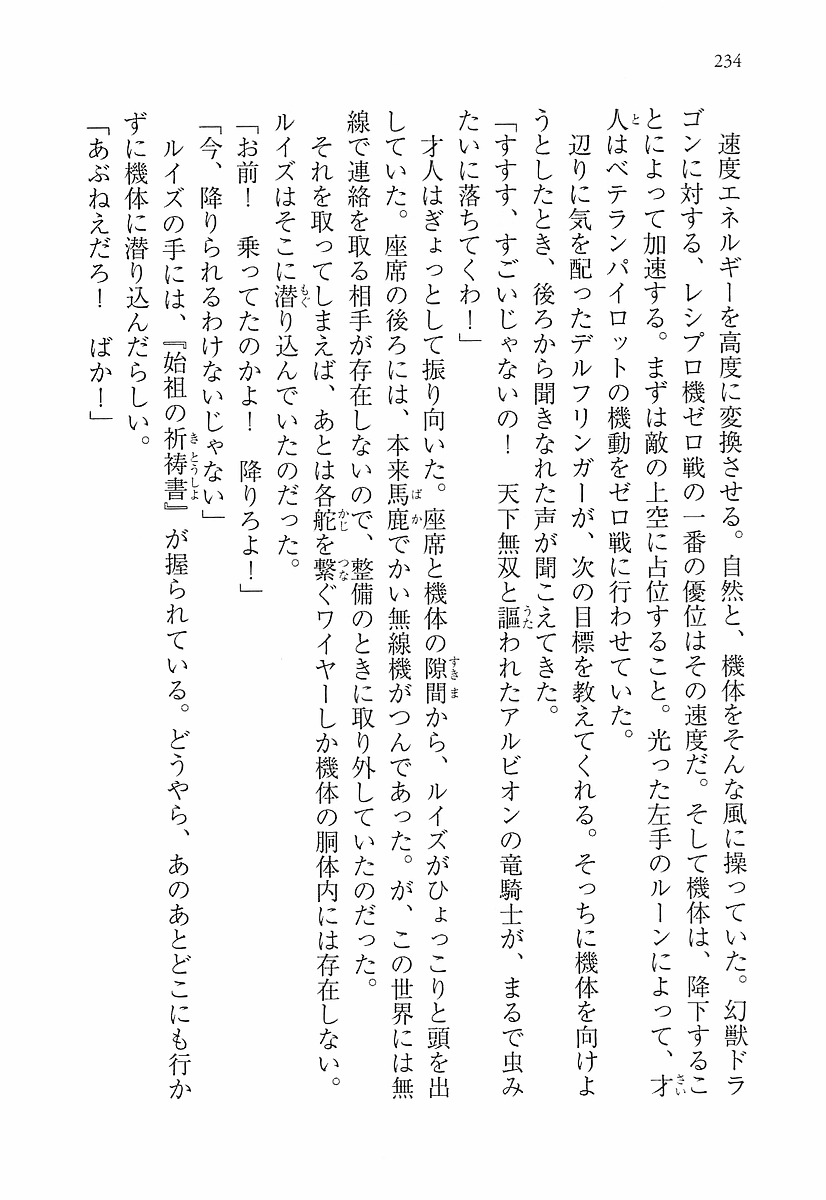 234
速度エネルギーを高度に変換させる。自然と、機体をそんな風に操っていた。幻獣ドラ
ゴンに対する、レシプロ機ゼロ戦の一番の優位はその速度だ。そして機体は、降下するこ
とによって加速する。まずは敵の上空に占位すること。光った左手のルーンによって、才
人はベテランパイロットの機動をゼロ戦に行わせていた。
辺りに気を配ったデルフリンガーが、次の目標を教えてくれる。そっちに機体を向けよ
うとしたとき、後ろから聞きなれた声が聞こえてきた。
「すすす、すごいじゃないの！　天下無双と謳われたアルビオンの竜騎士が、まるで虫み
たいに落ちてくわ！」
才人はぎょっとして振り向いた。座席と機体の隙間から、ルイズがひょっこりと頭を出
していた。座席の後ろには、本来馬鹿でかい無線機がつんであった。が、この世界には無
線で連絡を取る相手が存在しないので、整備のときに取り外していたのだった。
それを取ってしまえば、あとは各舵を繋ぐワイヤーしか機体の胴体内には存在しない。
ルイズはそこに潜り込んでいたのだった。
「お前！　乗ってたのかよ！　降りろよ！」
「今、降りられるわけないじゃない」
ルイズの手には、『始祖の祈祷書』が握られている。どうやら、あのあとどこにも行か
ずに機体に潜り込んだらしい。
「あぶねえだろ！　ばか！」